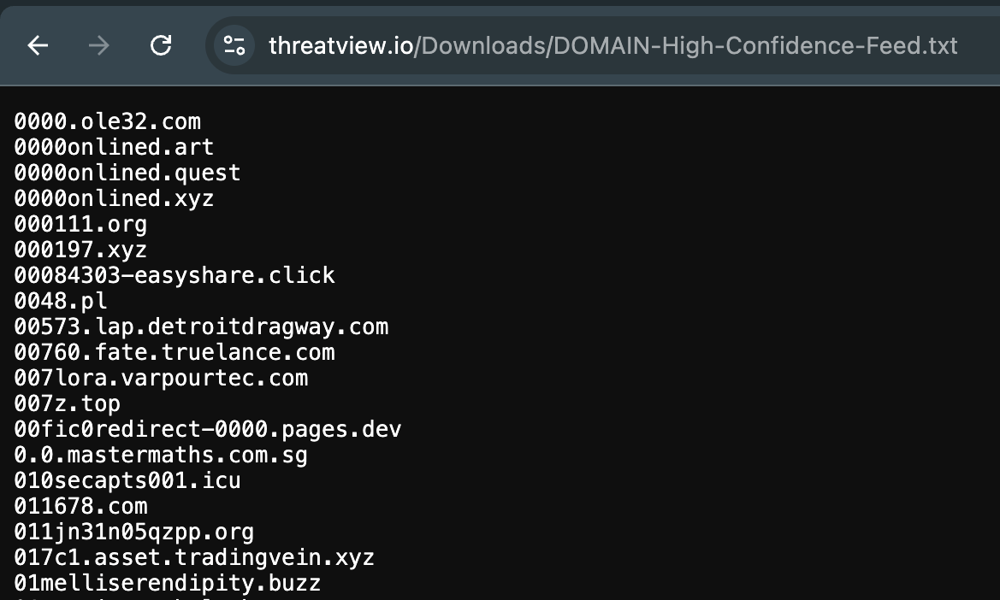 threatview.io/Downloads/DOMAIN-High-Confidence-Feed.txt
0000.ole32.com
0000onlined.art
0000onlined.quest
0000onlined.xyz
000111.org
000197.xyz
00084303-easyshare.click
0048.pl
00573.lap.detroitdragway.com
00760.fate.truelance.com
007lora.varpourtec.com
007z.top
00fic0redirect-0000.pages.dev
0.0.mastermaths.com.sg
010secapts001.icu
011678.com
011jn31n05qzpp.org
017c1.asset.tradingvein.xyz
01melliserendipity.buzz